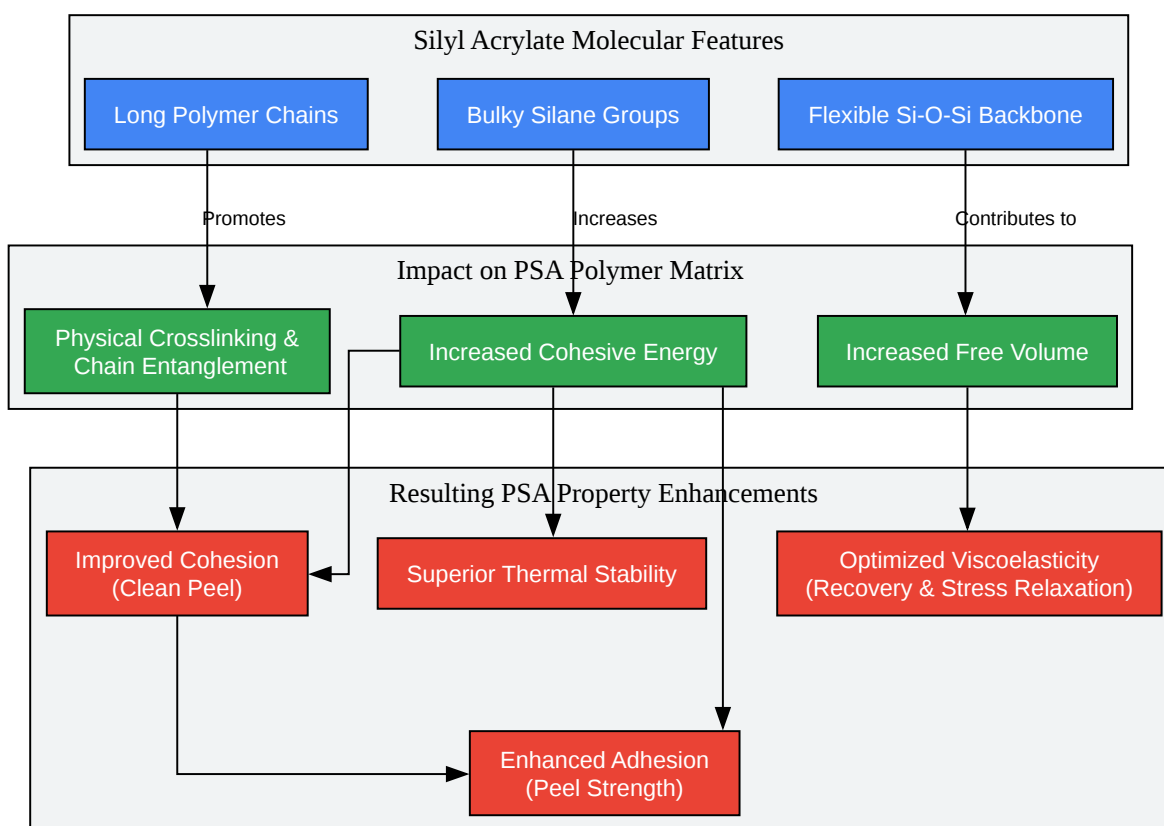 Silyl Acrylate Molecular Features
Long Polymer Chains
Bulky Silane Groups
Flexible Si-O-Si Backbone
Promotes
Increases
Contributes to
Impact on PSA Polymer Matrix
Physical Crosslinking &
Chain Entanglement
Increased Cohesive Energy
Increased Free Volume
Resulting PSA Property Enhancements
Improved Cohesion
(Clean Peel)
Superior Thermal Stability
Optimized Viscoelasticity
(Recovery & Stress Relaxation)
Enhanced Adhesion
(Peel Strength)